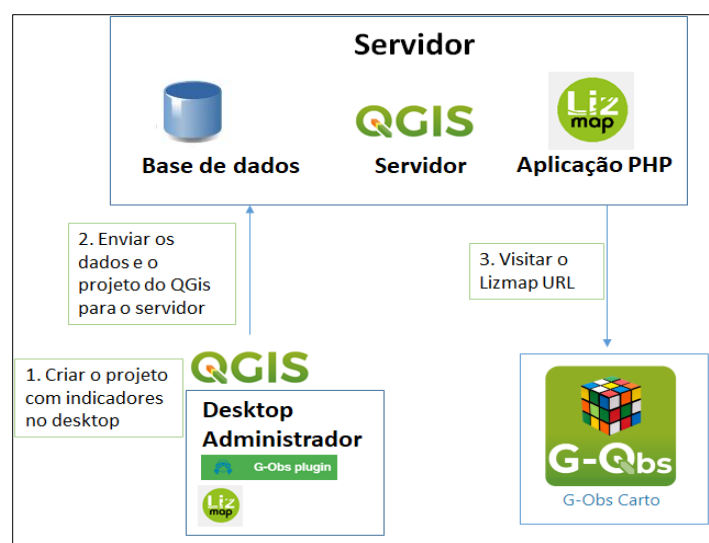 Servidor
QGIS
Liz
map
Base de dados
Servidor
Aplicação PHP
2. Enviar os
dados e o
projeto do QGis
para o servidor
3. Visitar o
Lizmap URL
1. Criar o projeto
com indicadores
no desktop
QGIS
Desktop
Administrador
G-Obs plugin
Liz
map
G-Obs
G-Obs Carto